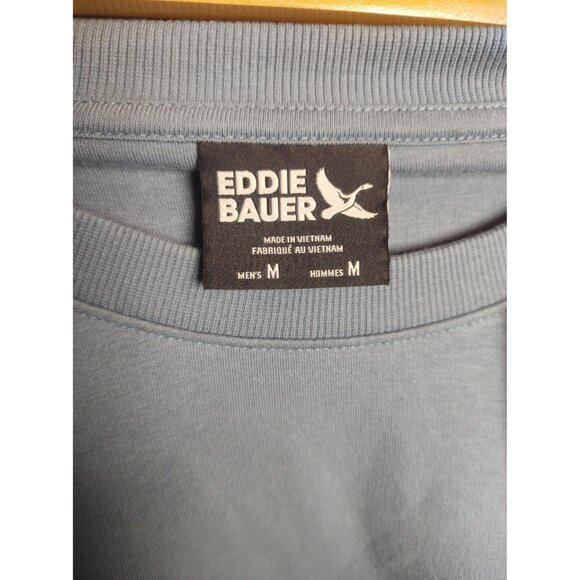 EDDIE
BAUER
MADE IN VIETNAM
FABRIQUÉ AU VIETNAM
MEN'S M HOMMES M